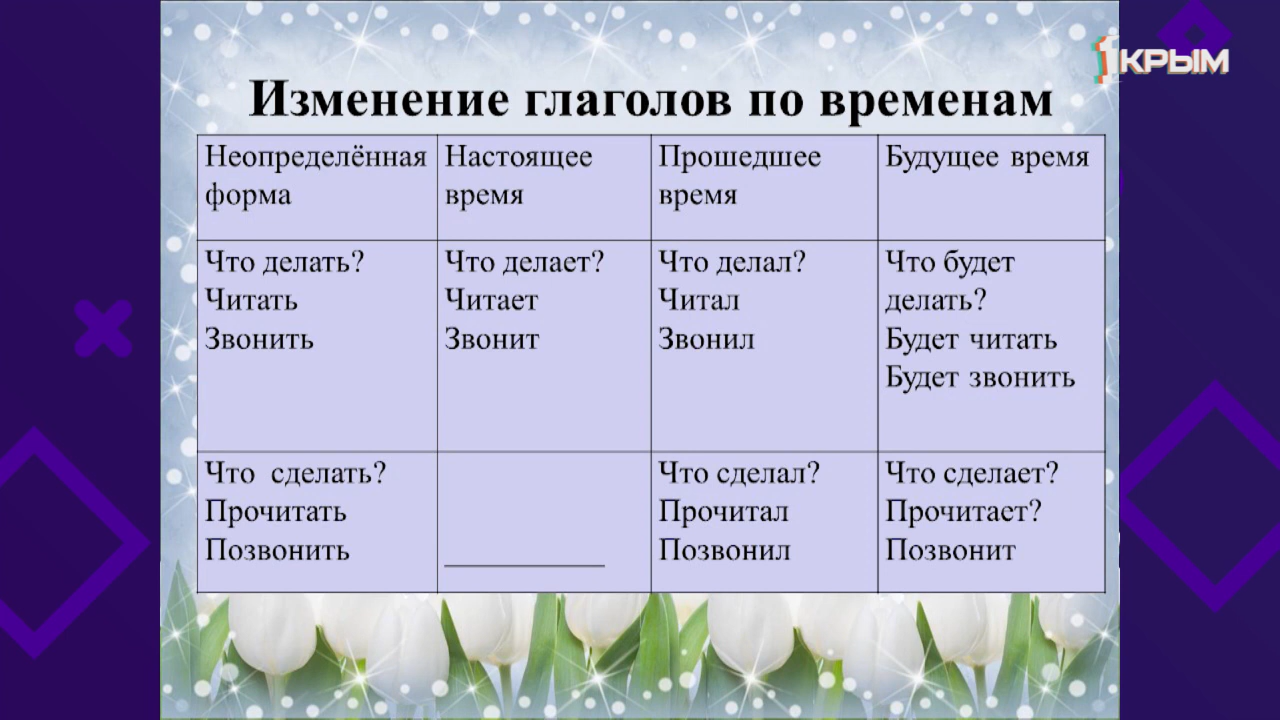 1КРЫМ
Изменение глаголов по временам
Неопределённая
форма
Настоящее
время
Прошедшее
время
Будущее время
Что делать?
Читать
Звонить
Что делает?
Читает
Звонит
Что делал?
Читал
Звонил
Что будет
делать?
Будет читать
Будет звонить
Что сделать?
Прочитать
Позвонить
___________
Что сделал?
Прочитал
Позвонил
Что сделает?
Прочитает?
Позвонит